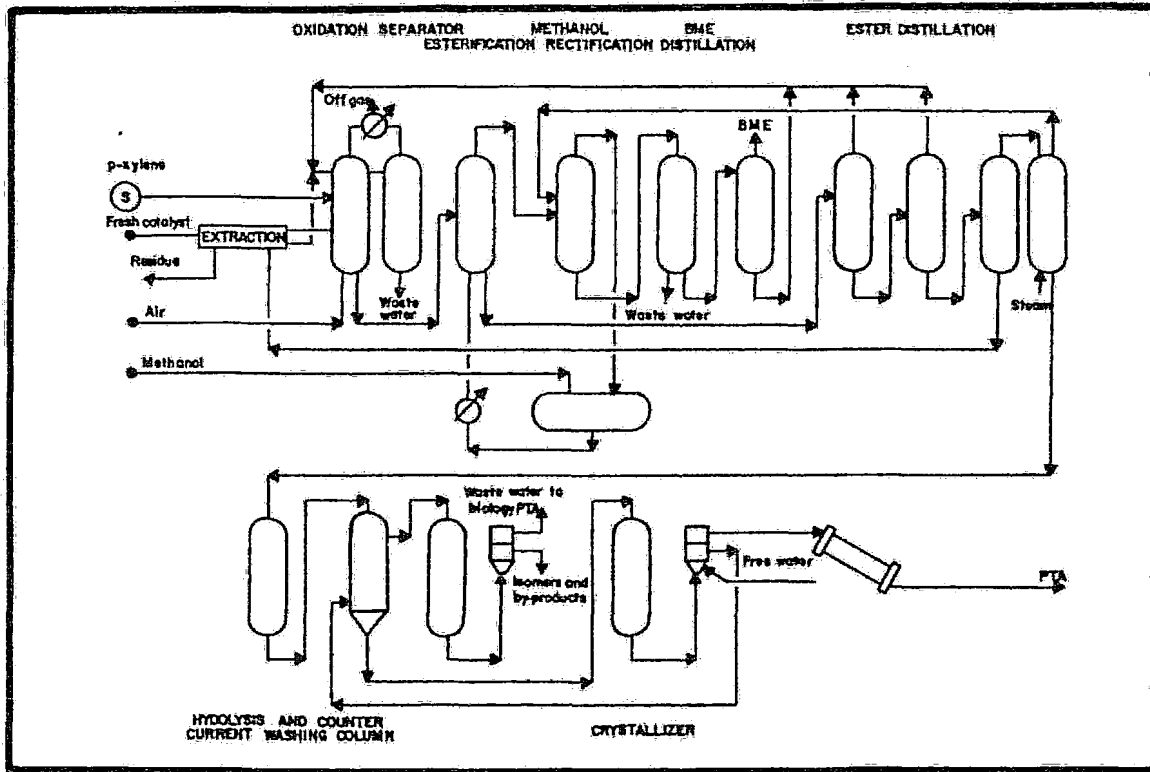 OXIDATION SEPARATOR METHANOL BME ESTER DISTILLATION
ESTERIFICATION RECTIFICATION DISTILLATION
Off gas
BME
p-xylene
S
Fresh catalyst
EXTRACTION
Residue
Waste
water
Waste water
Steam
Air
Methanol
Waste water to
biology PTA
Isomers and
by-products
Free water
PTA
HYDOLYSIS AND COUNTER
CURRENT WASHING COLUMN
CRYSTALLIZER